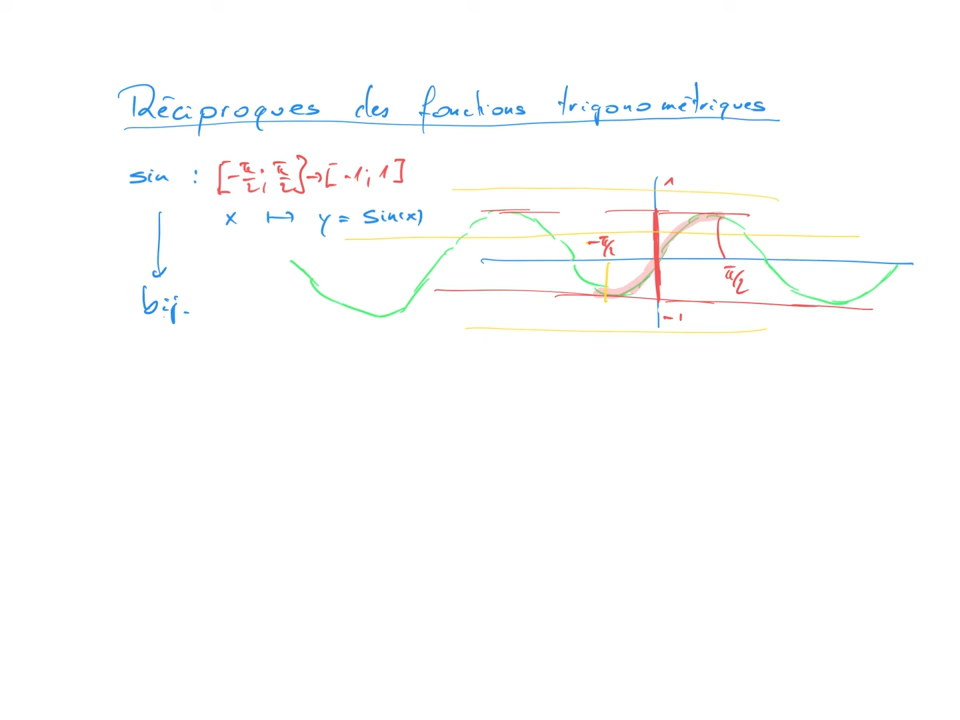 Réciproques des fonctions trigonométriques
sin : [-π/2 ; π/2] → [-1 ; 1]
x ↦ y = sin(x)
bij.
1
-π/2
π/2
-1